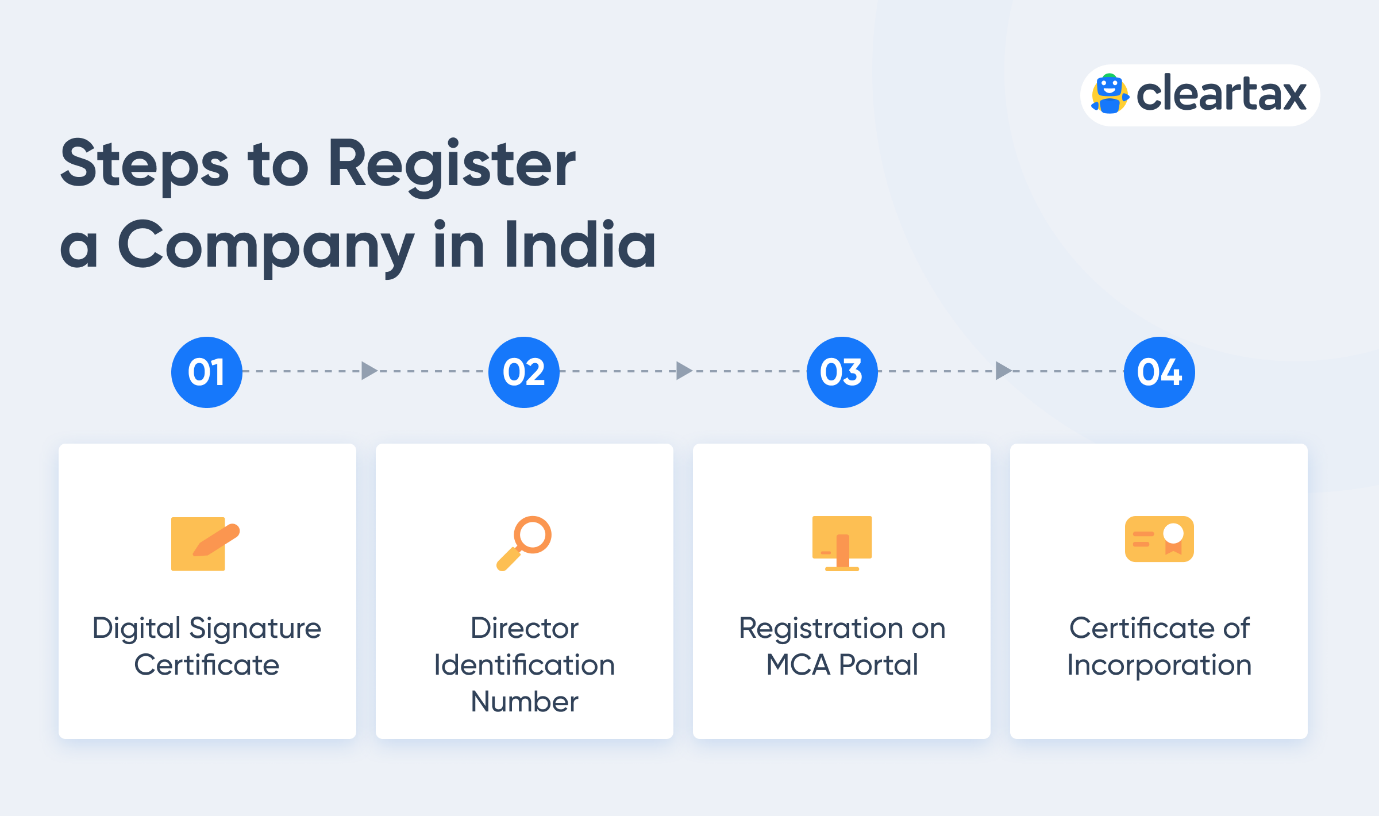 cleartax
Steps to Register
a Company in India
01
02
03
04
Digital Signature
Certificate
Director
Identification
Number
Registration on
MCA Portal
Certificate of
Incorporation